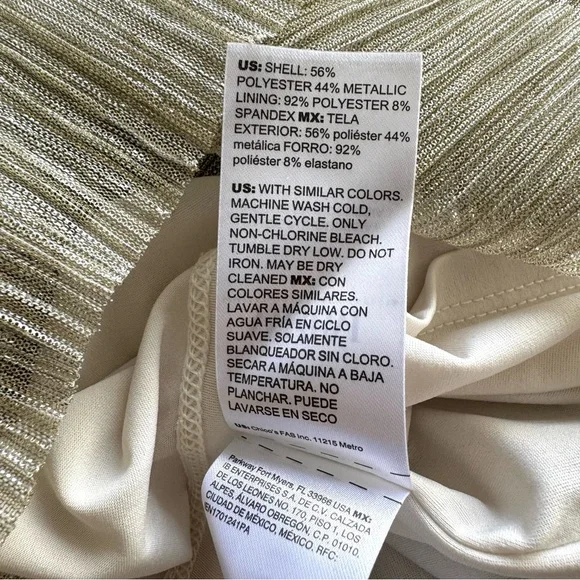 US: SHELL: 56%
POLYESTER 44% METALLIC
LINING: 92% POLYESTER 8%
SPANDEX MX: TELA
EXTERIOR: 56% poliéster 44%
metálica FORRO: 92%
poliéster 8% elastano
US: WITH SIMILAR COLORS.
MACHINE WASH COLD,
GENTLE CYCLE. ONLY
NON-CHLORINE BLEACH.
TUMBLE DRY LOW. DO NOT
IRON. MAY BE DRY
CLEANED MX: CON
COLORES SIMILARES.
LAVAR A MÁQUINA CON
AGUA FRÍA EN CICLO
SUAVE. SOLAMENTE
BLANQUEADOR SIN CLORO.
SECAR A MÁQUINA A BAJA
TEMPERATURA. NO
PLANCHAR. PUEDE
LAVARSE EN SECO
US: Chico's FAS Inc. 11215 Metro
Parkway Fort Myers, FL 33966 USA MX:
IB ENTERPRISES S.A. DE C.V. CALZADA
DE LOS LEONES NO. 170, PISO 1, LOS
ALPES, ÁLVARO OBREGÓN, C.P. 01010,
CIUDAD DE MÉXICO, MÉXICO, RFC:
EN1701241PA